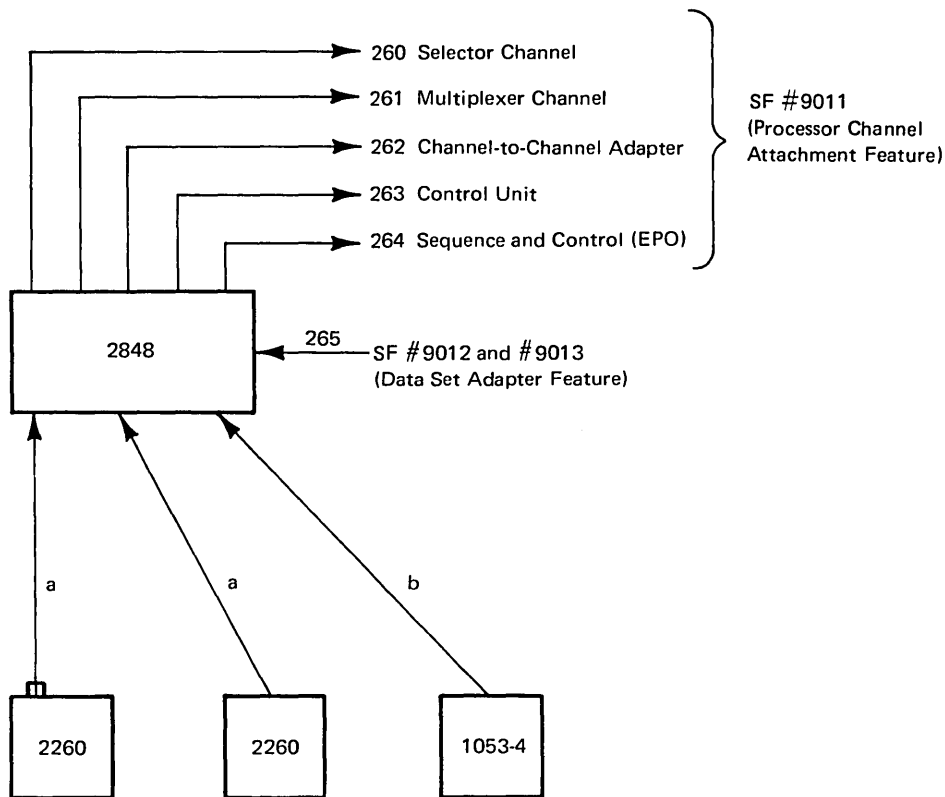 260 Selector Channel
261 Multiplexer Channel
262 Channel-to-Channel Adapter
263 Control Unit
264 Sequence and Control (EPO)
SF #9011
(Processor Channel
Attachment Feature)
2848
265
SF #9012 and #9013
(Data Set Adapter Feature)
a
a
b
2260
2260
1053-4